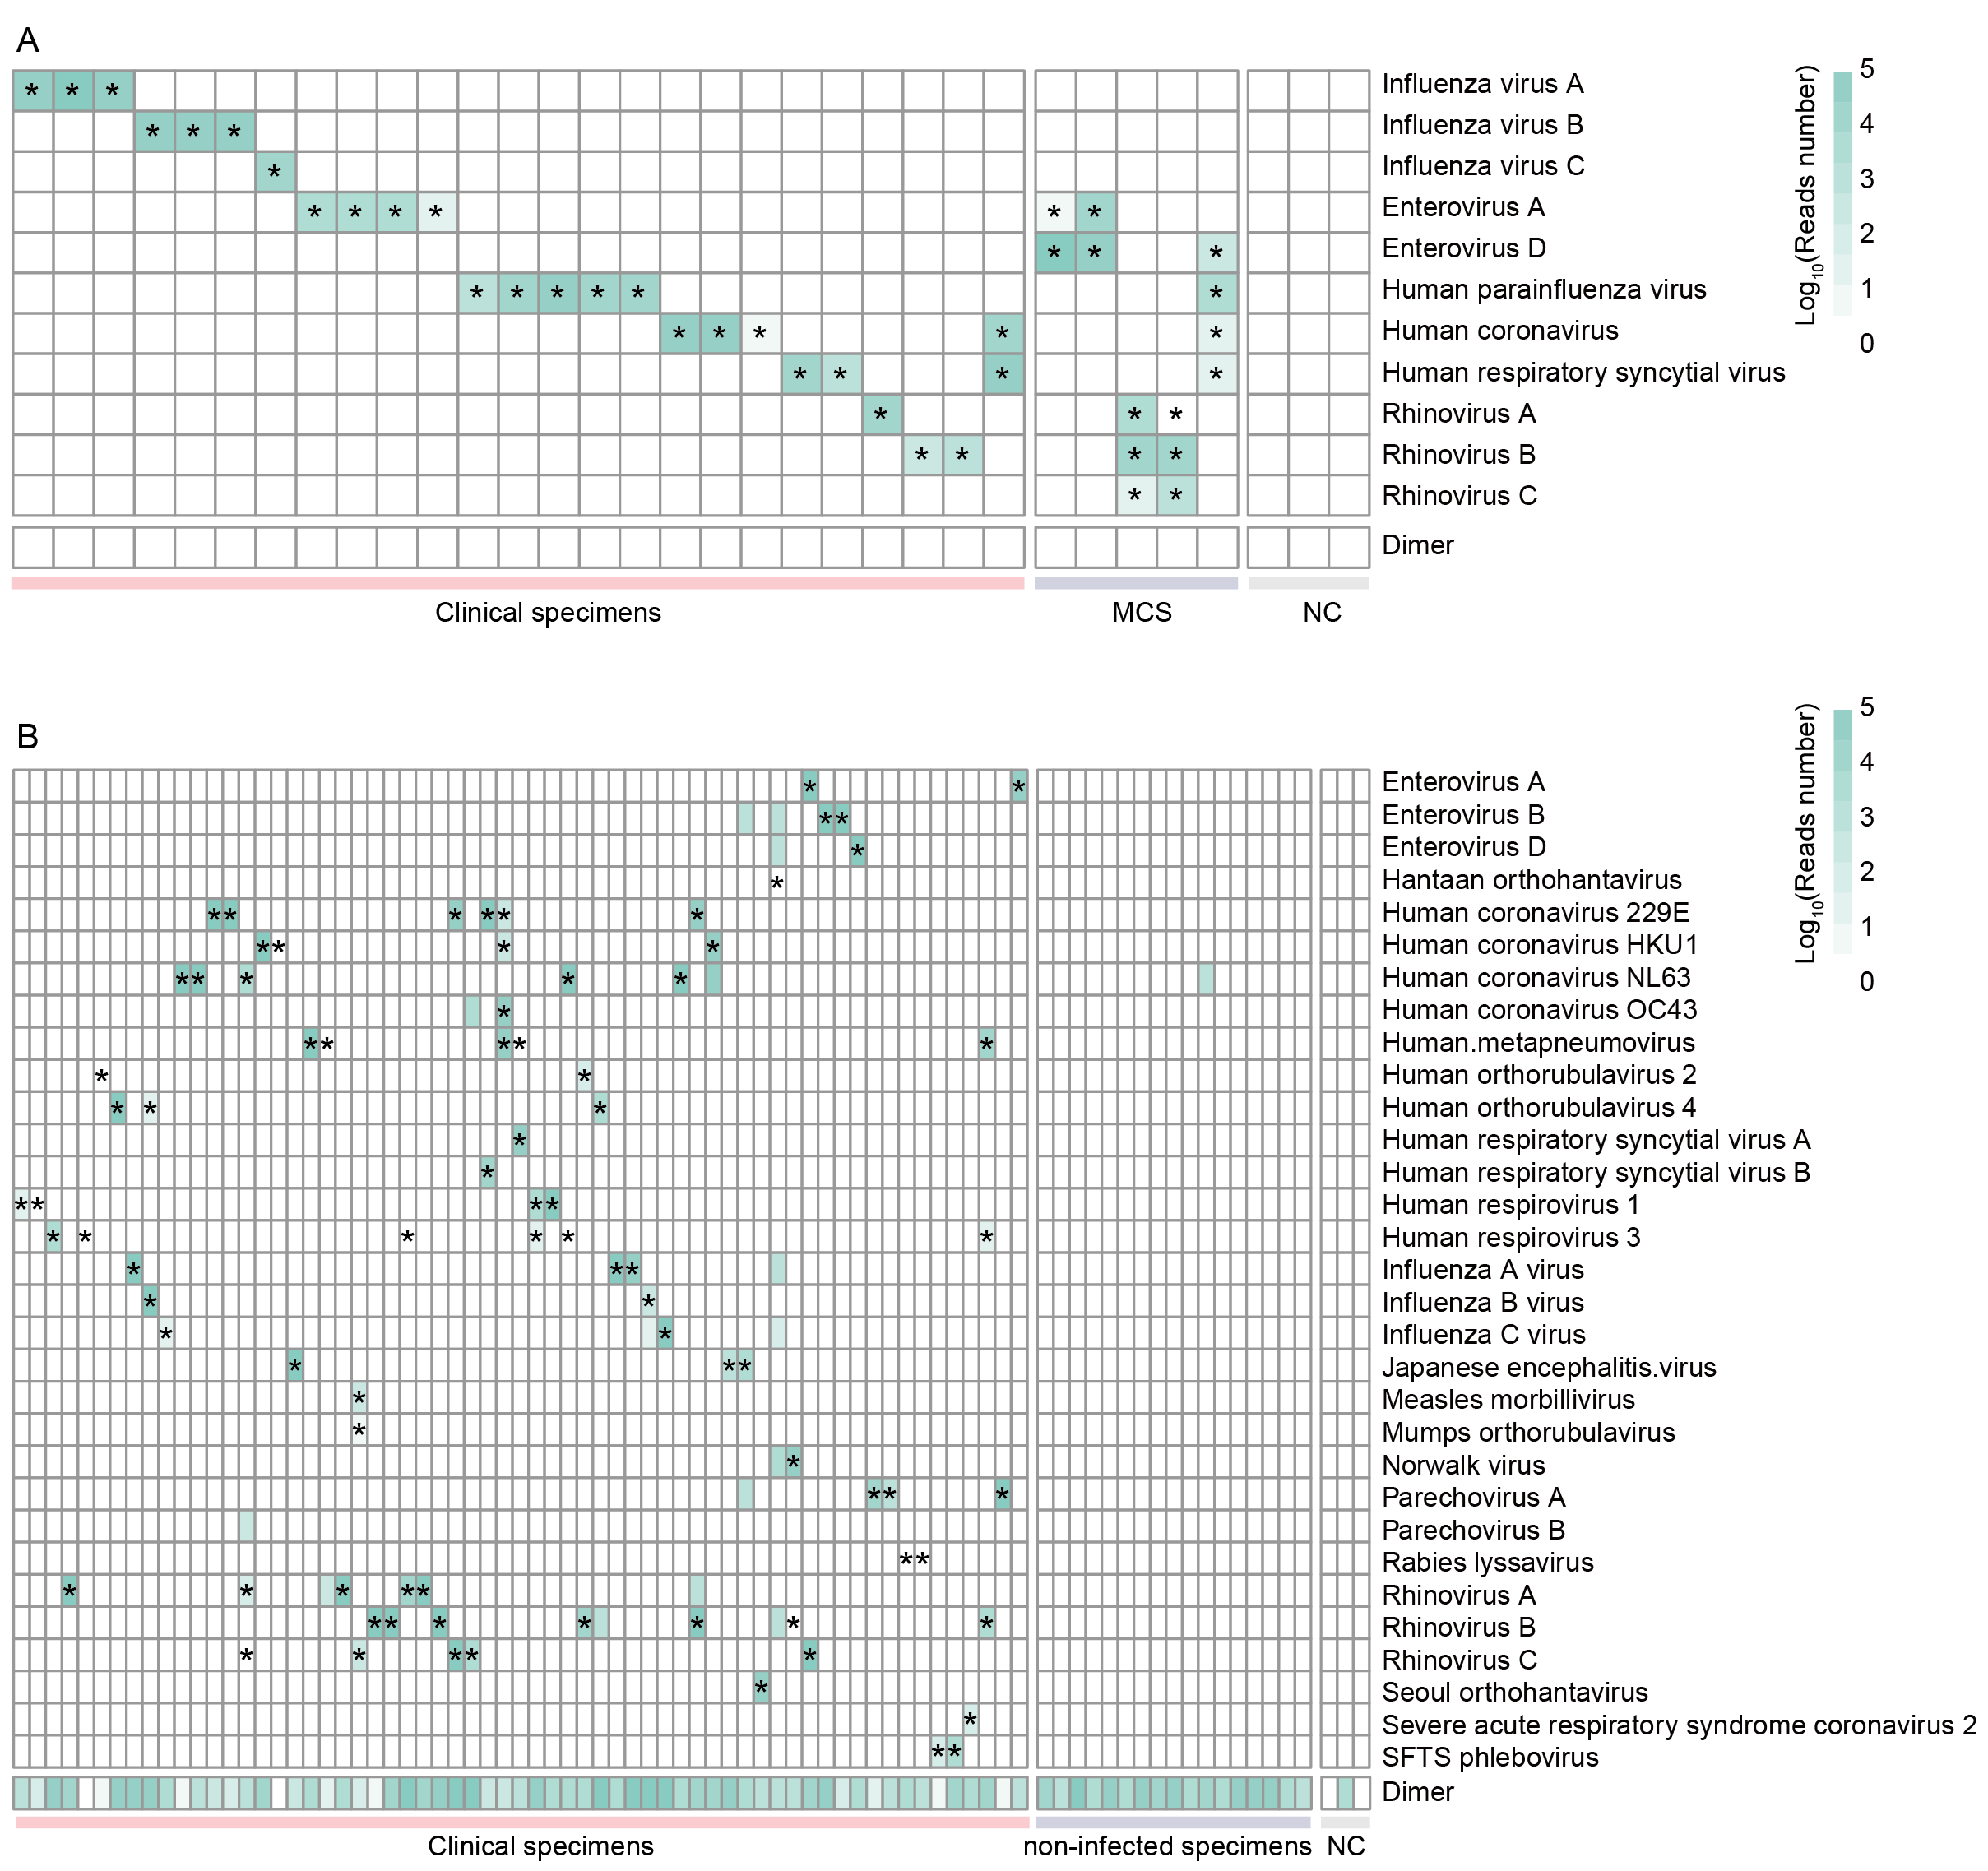 A
Influenza virus A
Influenza virus B
Influenza virus C
Enterovirus A
Enterovirus D
Human parainfluenza virus
Human coronavirus
Human respiratory syncytial virus
Rhinovirus A
Rhinovirus B
Rhinovirus C
Dimer
Clinical specimens
MCS
NC
Log10(Reads number)
5
4
3
2
1
0
B
Enterovirus A
Enterovirus B
Enterovirus D
Hantaan orthohantavirus
Human coronavirus 229E
Human coronavirus HKU1
Human coronavirus NL63
Human coronavirus OC43
Human.metapneumovirus
Human orthorubulavirus 2
Human orthorubulavirus 4
Human respiratory syncytial virus A
Human respiratory syncytial virus B
Human respirovirus 1
Human respirovirus 3
Influenza A virus
Influenza B virus
Influenza C virus
Japanese encephalitis.virus
Measles morbillivirus
Mumps orthorubulavirus
Norwalk virus
Parechovirus A
Parechovirus B
Rabies lyssavirus
Rhinovirus A
Rhinovirus B
Rhinovirus C
Seoul orthohantavirus
Severe acute respiratory syndrome coronavirus 2
SFTS phlebovirus
Dimer
Clinical specimens
non-infected specimens
NC
Log10(Reads number)
5
4
3
2
1
0